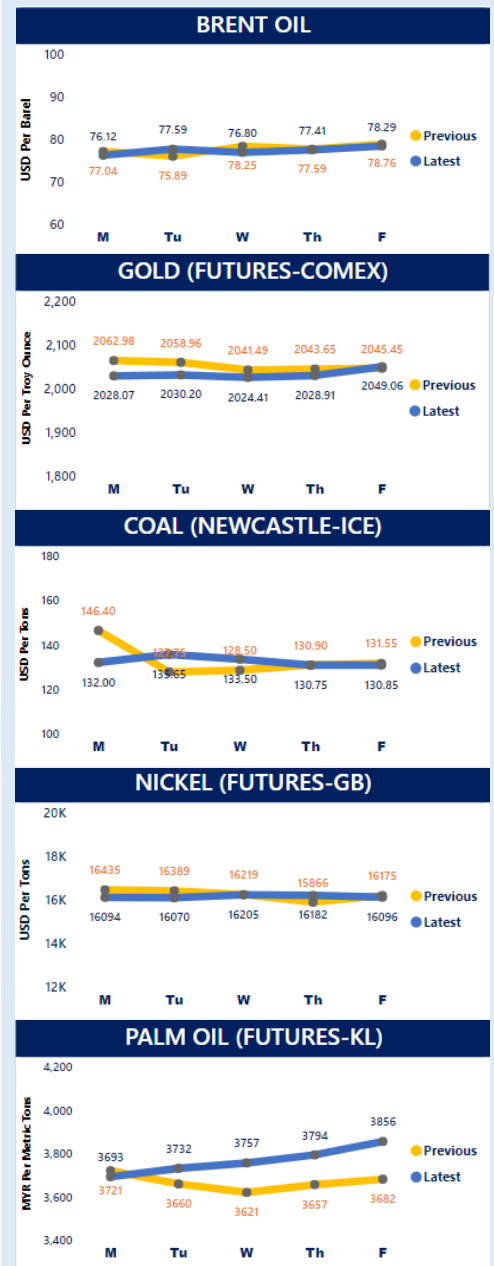 BRENT OIL
100
90
80
70
60
USD Per Barel
76.12 77.59 76.80 77.41 78.29
77.04 75.89 78.25 77.59 78.76
Previous
Latest
M Tu W Th F
GOLD (FUTURES-COMEX)
2,200
2,100
2,000
1,900
1,800
USD Per Troy Ounce
2062.98 2058.96 2041.49 2043.65 2045.45
2028.07 2030.20 2024.41 2028.91 2049.06
Previous
Latest
M Tu W Th F
COAL (NEWCASTLE-ICE)
180
160
140
120
100
USD Per Tons
146.40 127.75 128.50 130.90 131.55
132.00 135.65 133.50 130.75 130.85
Previous
Latest
M Tu W Th F
NICKEL (FUTURES-GB)
20K
18K
16K
14K
12K
USD Per Tons
16435 16389 16219 15866 16175
16094 16070 16205 16182 16096
Previous
Latest
M Tu W Th F
PALM OIL (FUTURES-KL)
4,200
4,000
3,800
3,600
3,400
MYR Per Metric Tons
3693 3732 3757 3794 3856
3721 3660 3621 3657 3682
Previous
Latest
M Tu W Th F